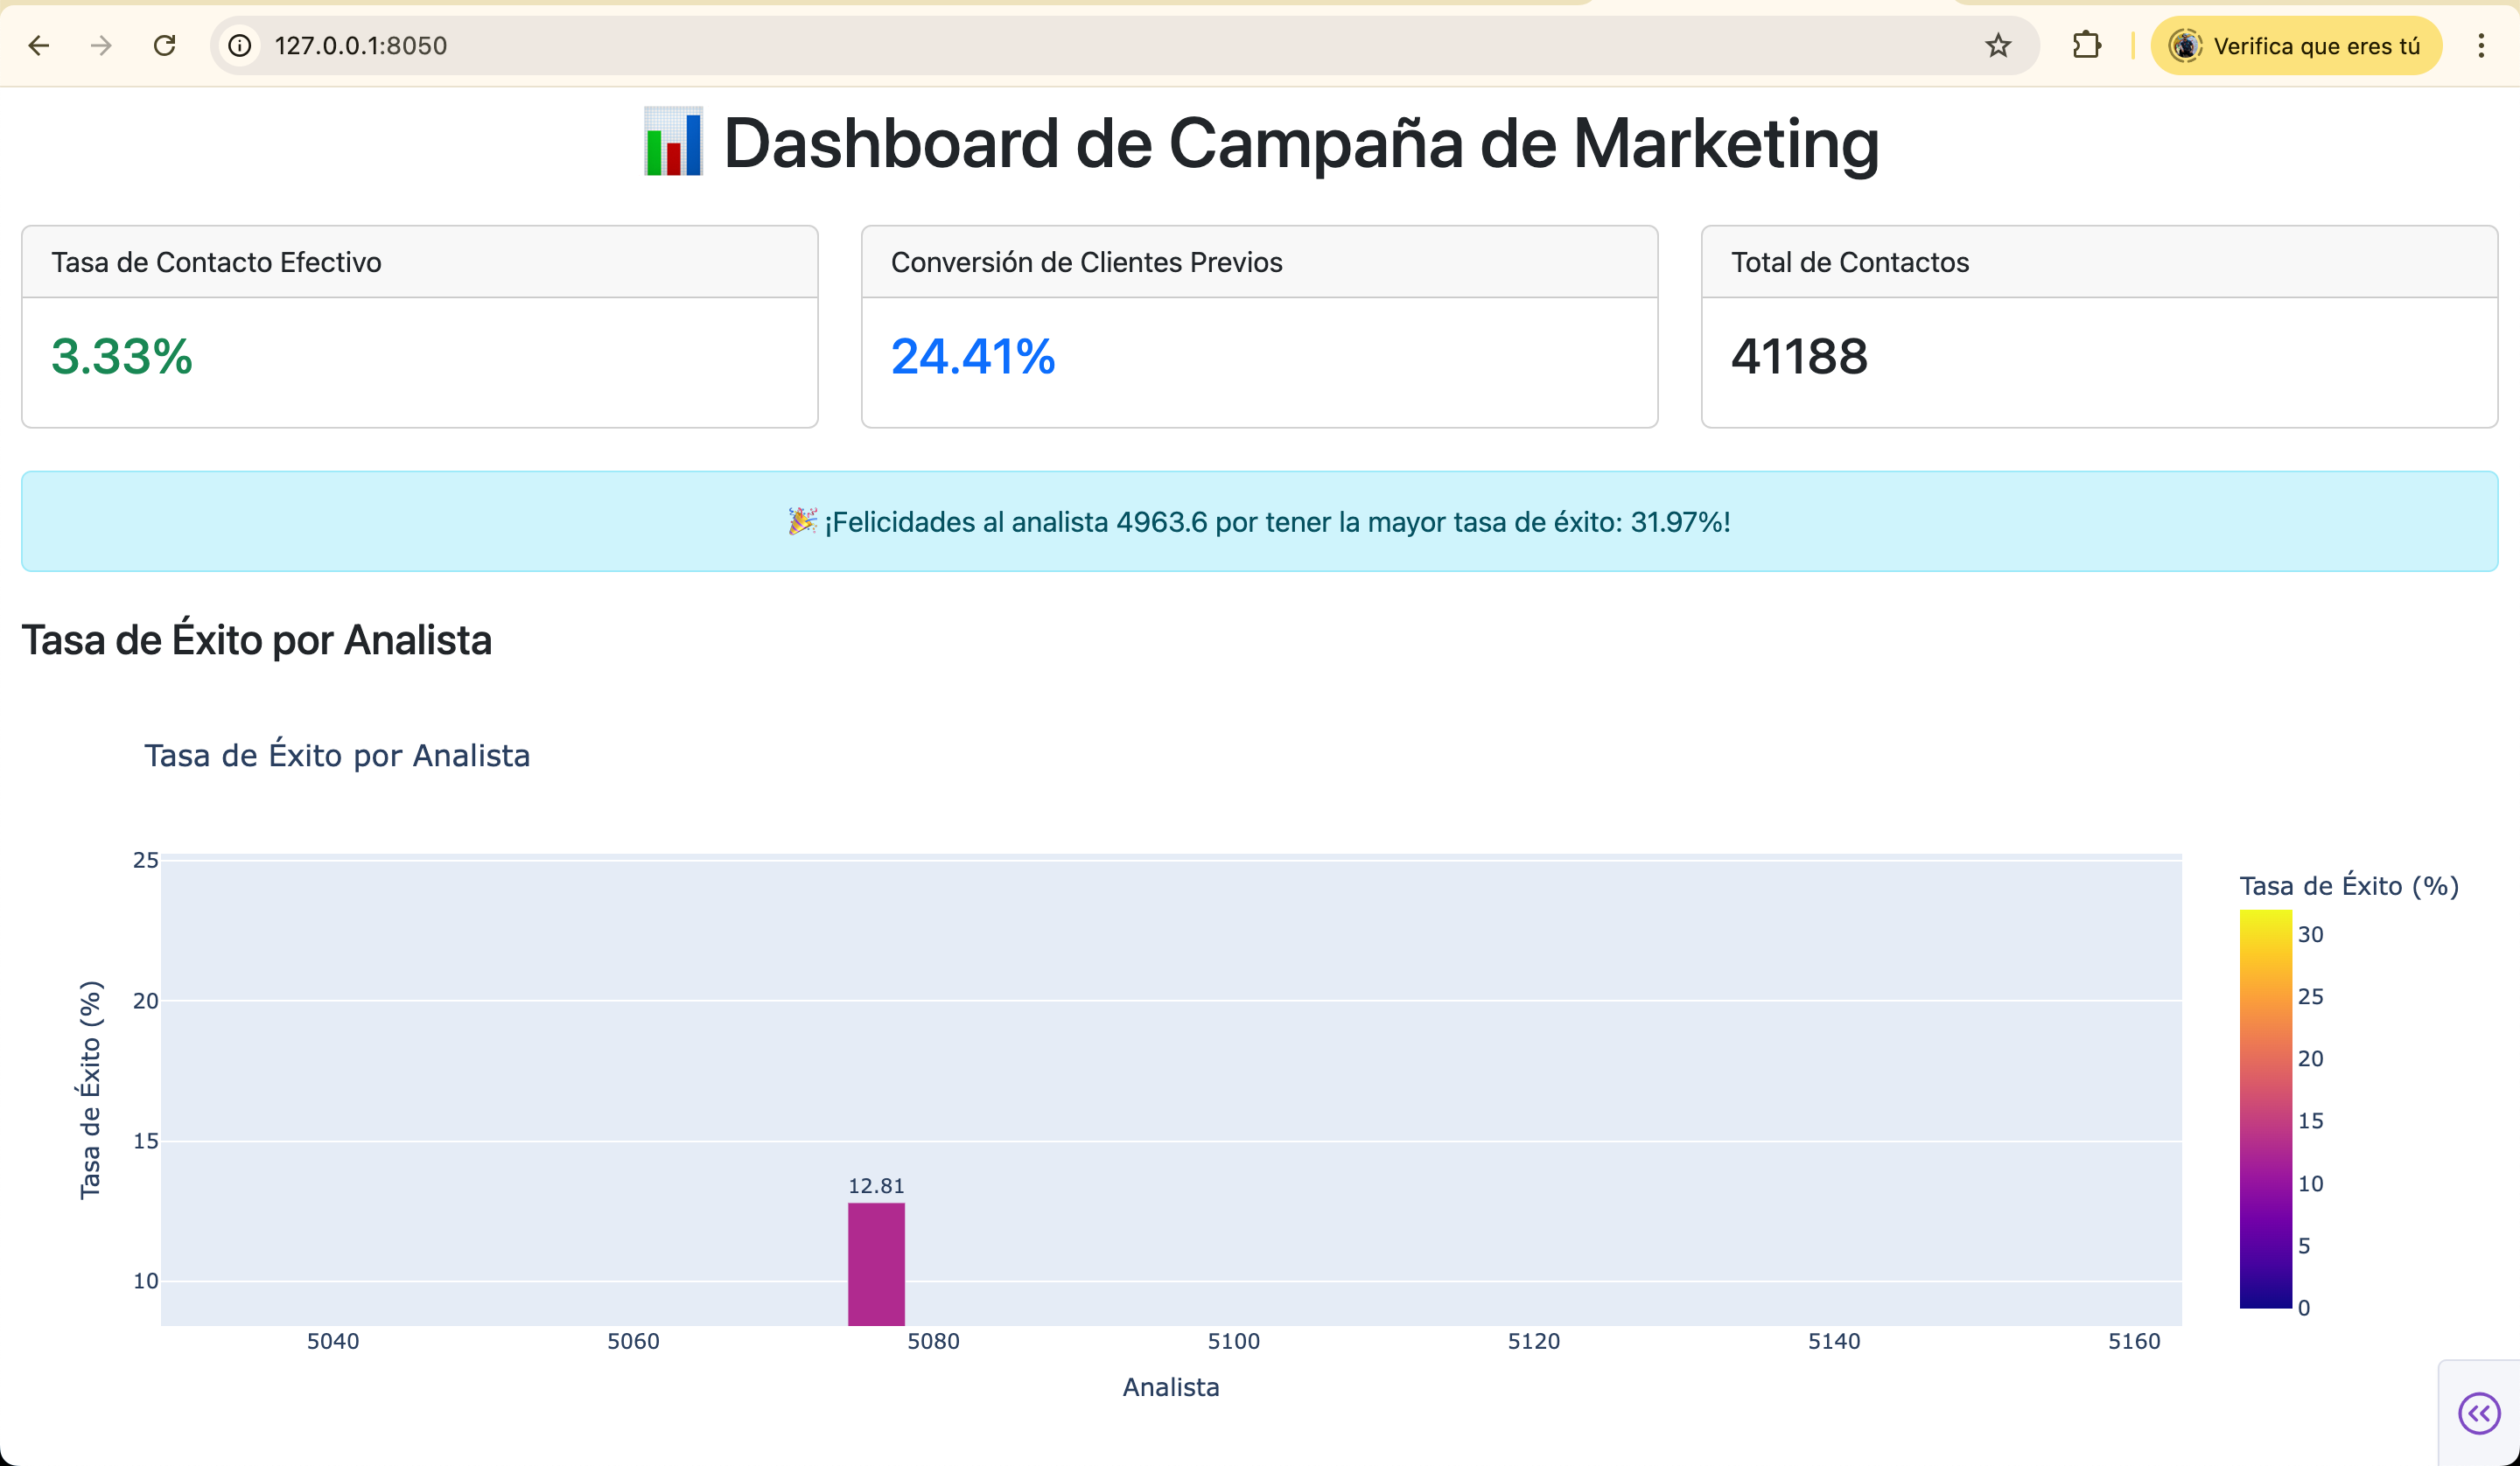 127.0.0.1:8050
Verifica que eres tú
📊 Dashboard de Campaña de Marketing
Tasa de Contacto Efectivo
3.33%
Conversión de Clientes Previos
24.41%
Total de Contactos
41188
🎉 ¡Felicidades al analista 4963.6 por tener la mayor tasa de éxito: 31.97%!
Tasa de Éxito por Analista
Tasa de Éxito por Analista
Tasa de Éxito (%)
25
20
15
10
12.81
5040 5060 5080 5100 5120 5140 5160
Analista
Tasa de Éxito (%)
30
25
20
15
10
5
0